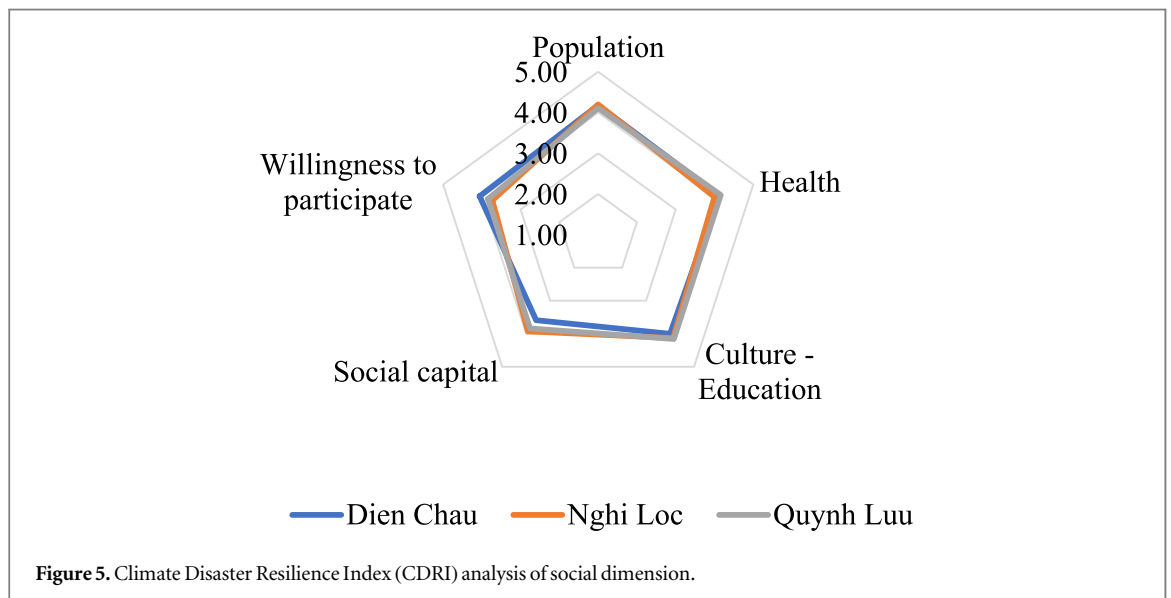 Population
5.00
4.00
3.00
2.00
1.00
Willingness to
participate
Health
Social capital
Culture -
Education
Dien Chau
Nghi Loc
Quynh Luu
Figure 5. Climate Disaster Resilience Index (CDRI) analysis of social dimension.